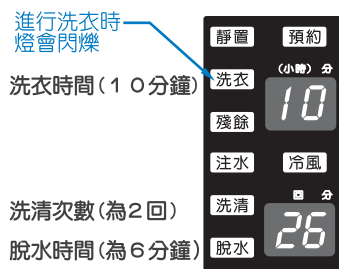 進行洗衣時
燈會閃爍
靜置 預約
(小時) 分
洗衣時間(10分鐘) 洗衣
10
殘餘
注水 冷風
回 分
洗清次數(為2回) 洗清
26
脫水時間(為6分鐘) 脫水